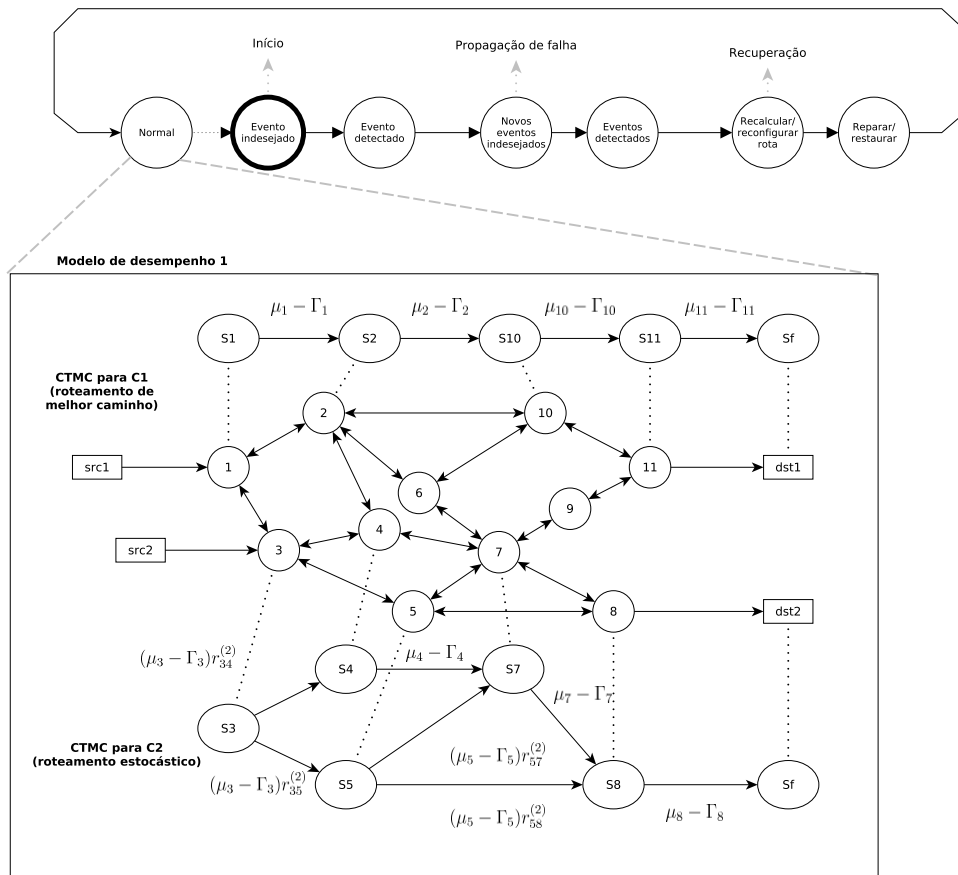 Início
Propagação de falha
Recuperação
Normal
Evento
indesejado
Evento
detectado
Novos
eventos
indesejados
Eventos
detectados
Recalcular/
reconfigurar
rota
Reparar/
restaurar
Modelo de desempenho 1
S1
μ₁ − Γ₁
S2
μ₂ − Γ₂
S10
μ₁₀ − Γ₁₀
S11
μ₁₁ − Γ₁₁
Sf
CTMC para C1
(roteamento de
melhor caminho)
2
10
src1
1
11
dst1
6
9
4
src2
3
7
5
8
dst2
(μ₃ − Γ₃)r₃₄⁽²⁾
S4
μ₄ − Γ₄
S7
μ₇ − Γ₇
S3
CTMC para C2
(roteamento estocástico)
(μ₃ − Γ₃)r₃₅⁽²⁾
S5
(μ₅ − Γ₅)r₅₇⁽²⁾
(μ₅ − Γ₅)r₅₈⁽²⁾
S8
μ₈ − Γ₈
Sf